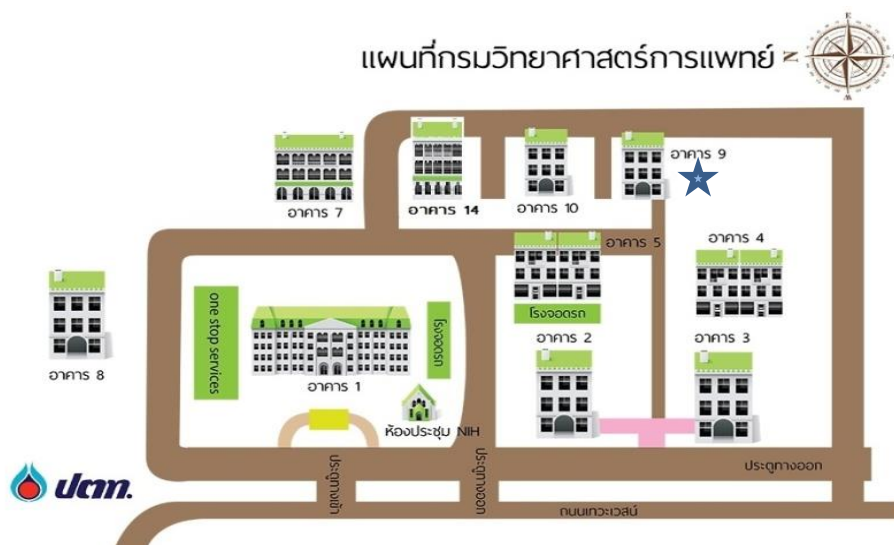 แผนที่กรมวิทยาศาสตร์การแพทย์
E
N
W
อาคาร 7
อาคาร 14
อาคาร 10
อาคาร 9
อาคาร 5
อาคาร 4
อาคาร 8
one stop services
อาคาร 1
โรงจอดรถ
ห้องประชุม NIH
โรงจอดรถ
อาคาร 2
อาคาร 3
ปตท.
ประตูทางเข้า
ประตูทางออก
ประตูทางออก
ถนนเทวะเวสน์